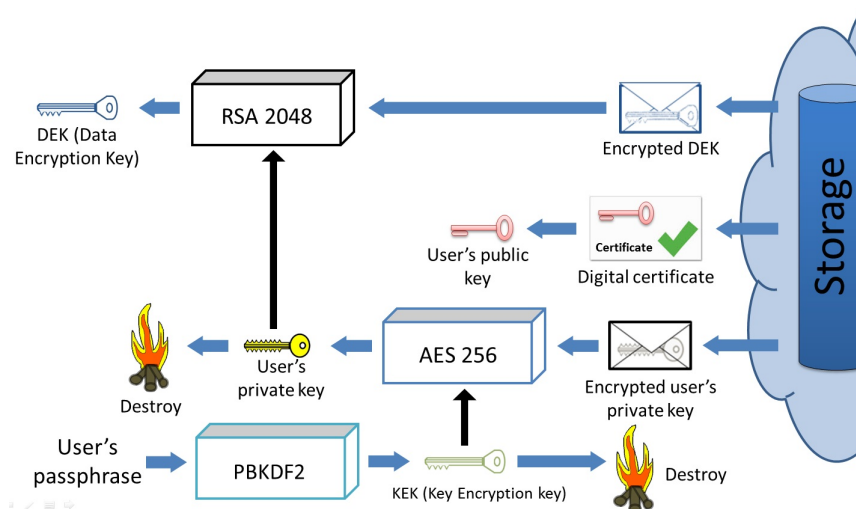 RSA 2048
DEK (Data
Encryption Key)
Encrypted DEK
Storage
Certificate
User's public
key
Digital certificate
AES 256
User's
private key
Destroy
Encrypted user's
private key
User's
passphrase
PBKDF2
KEK (Key Encryption key)
Destroy